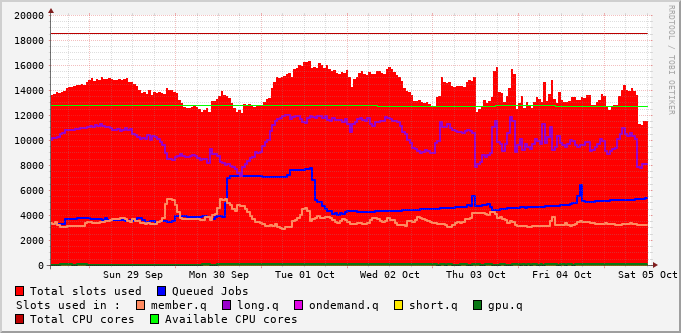 20000
18000
16000
14000
12000
10000
8000
6000
4000
2000
0
Sun 29 Sep Mon 30 Sep Tue 01 Oct Wed 02 Oct Thu 03 Oct Fri 04 Oct Sat 05 Oct
Total slots used Queued Jobs
Slots used in : member.q long.q ondemand.q short.q gpu.q
Total CPU cores Available CPU cores
RRDTOOL / TOBI OETIKER